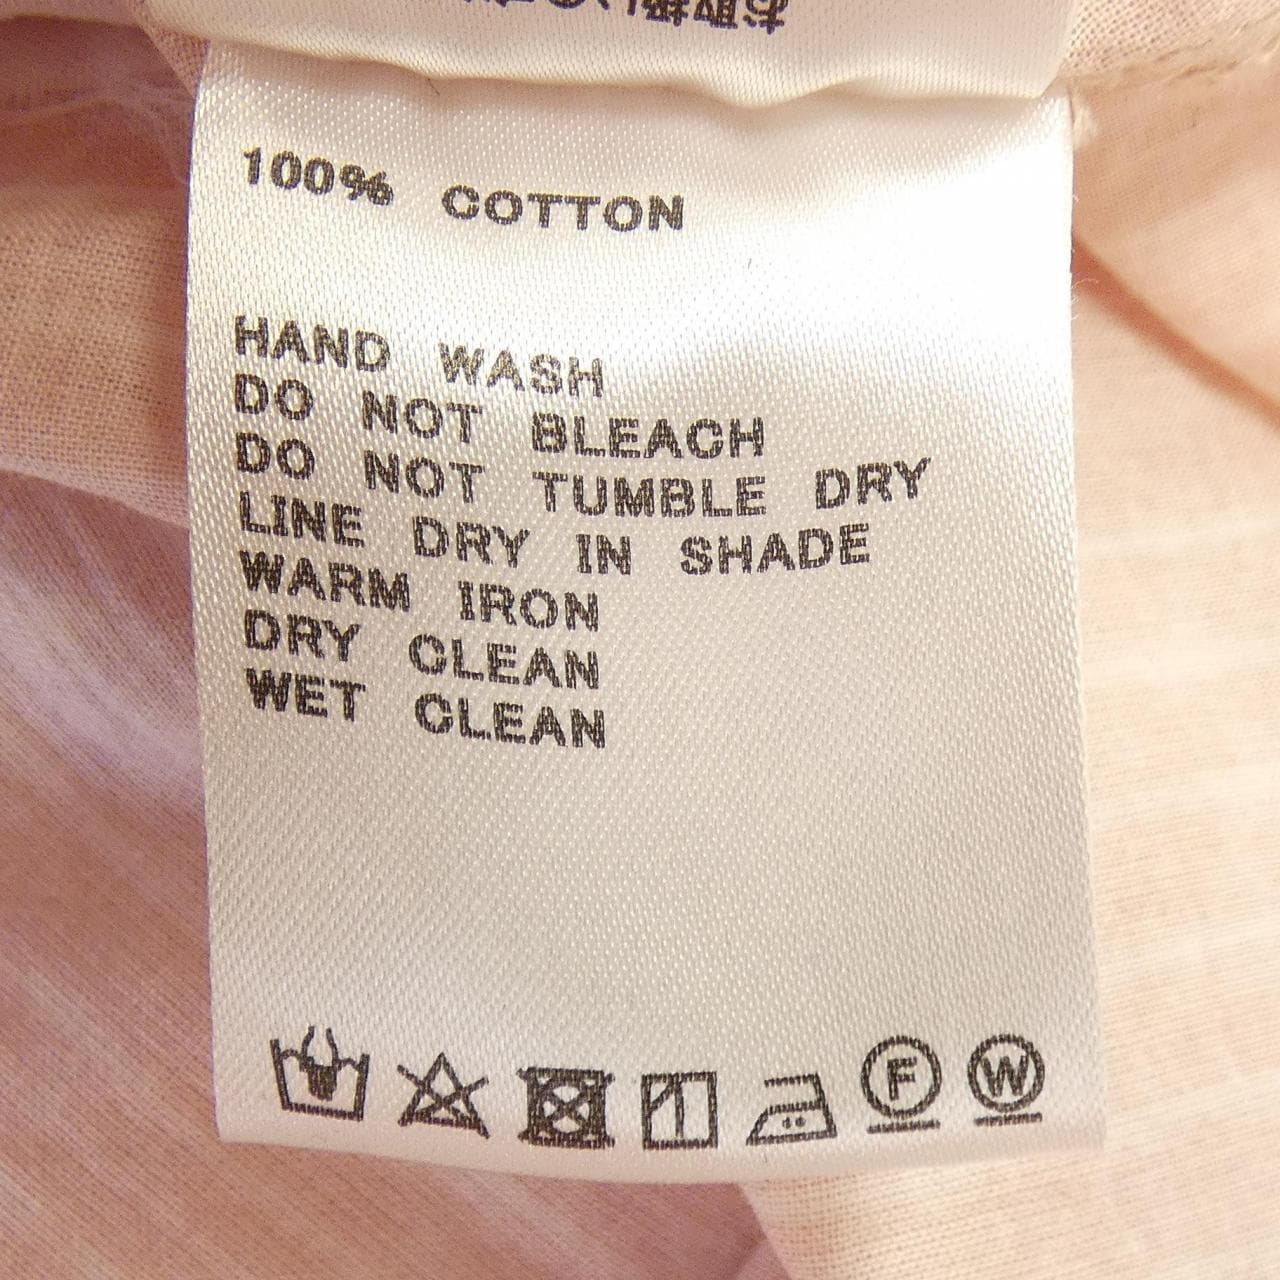 100% COTTON
HAND WASH
DO NOT BLEACH
DO NOT TUMBLE DRY
LINE DRY IN SHADE
WARM IRON
DRY CLEAN
WET CLEAN
F W